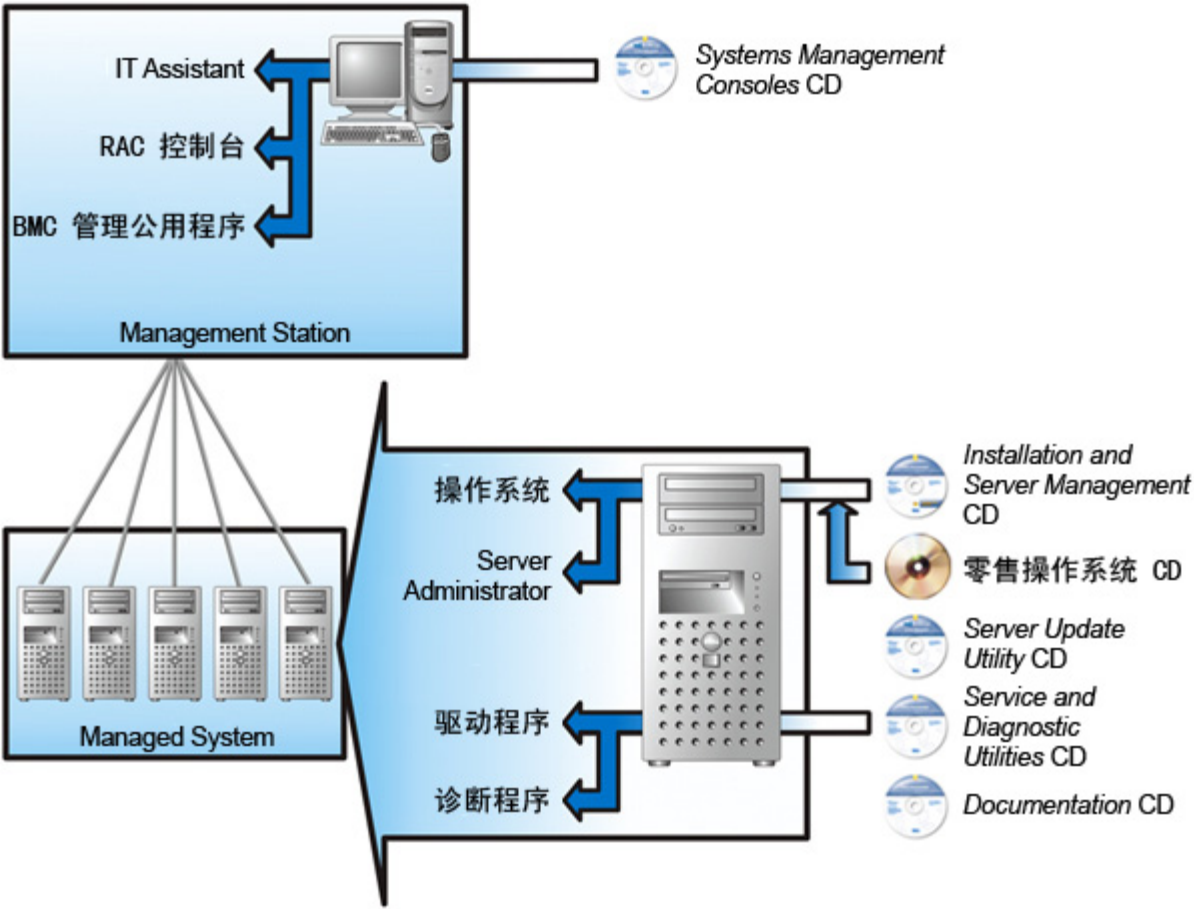 IT Assistant
Systems Management
Consoles CD
RAC 控制台
BMC 管理公用程序
Management Station
操作系统
Server
Administrator
驱动程序
诊断程序
Installation and
Server Management
CD
零售操作系统 CD
Server Update
Utility CD
Service and
Diagnostic
Utilities CD
Documentation CD
Managed System